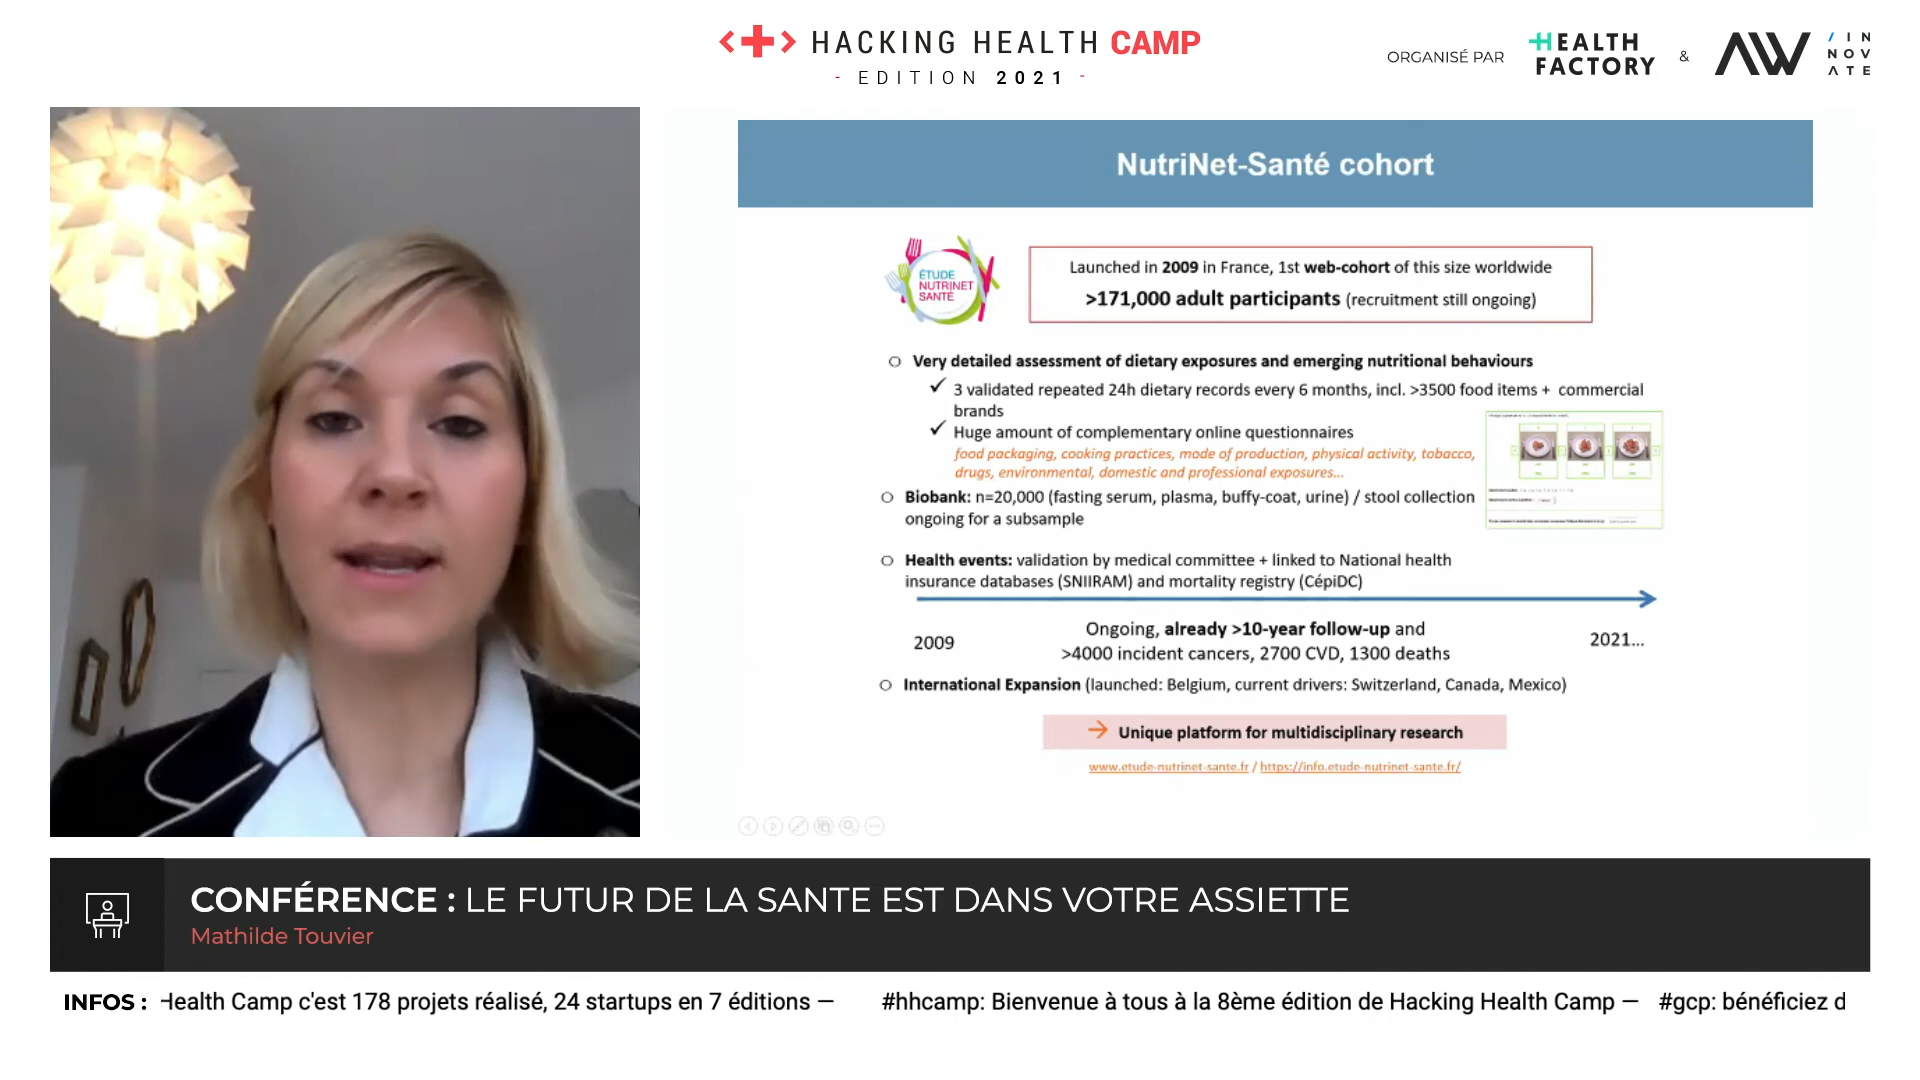 HACKING HEALTH CAMP
- EDITION 2021 -
ORGANISÉ PAR
HEALTH
FACTORY
&
AW
/IN
NOV
ATE
NutriNet-Santé cohort
ÉTUDE
NUTRINET
SANTÉ
Launched in 2009 in France, 1st web-cohort of this size worldwide
>171,000 adult participants (recruitment still ongoing)
Very detailed assessment of dietary exposures and emerging nutritional behaviours
3 validated repeated 24h dietary records every 6 months, incl. >3500 food items + commercial
brands
Huge amount of complementary online questionnaires
food packaging, cooking practices, mode of production, physical activity, tobacco,
drugs, environmental, domestic and professional exposures...
Biobank: n=20,000 (fasting serum, plasma, buffy-coat, urine) / stool collection
ongoing for a subsample
Health events: validation by medical committee + linked to National health
insurance databases (SNIIRAM) and mortality registry (CépiDC)
2009
Ongoing, already >10-year follow-up and
>4000 incident cancers, 2700 CVD, 1300 deaths
2021...
International Expansion (launched: Belgium, current drivers: Switzerland, Canada, Mexico)
→ Unique platform for multidisciplinary research
www.etude-nutrinet-sante.fr / https://info.etude-nutrinet-sante.fr/
CONFÉRENCE : LE FUTUR DE LA SANTE EST DANS VOTRE ASSIETTE
Mathilde Touvier
INFOS : Health Camp c'est 178 projets réalisé, 24 startups en 7 éditions — #hhcamp: Bienvenue à tous à la 8ème édition de Hacking Health Camp — #gcp: bénéficiez d